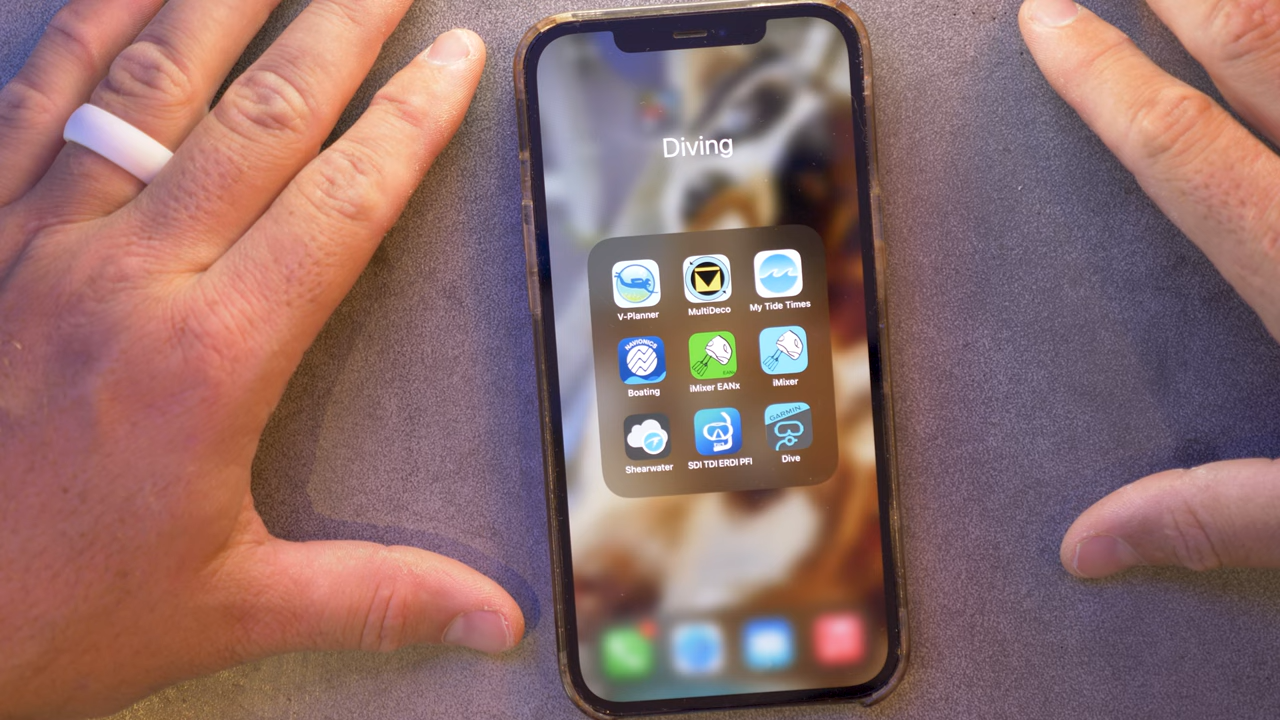 Diving
V-Planner
MultiDeco
My Tide Times
NAVIONICS
Boating
iMixer EANx
iMixer
GARMIN
Shearwater
SDI TDI ERDI PFI
Dive